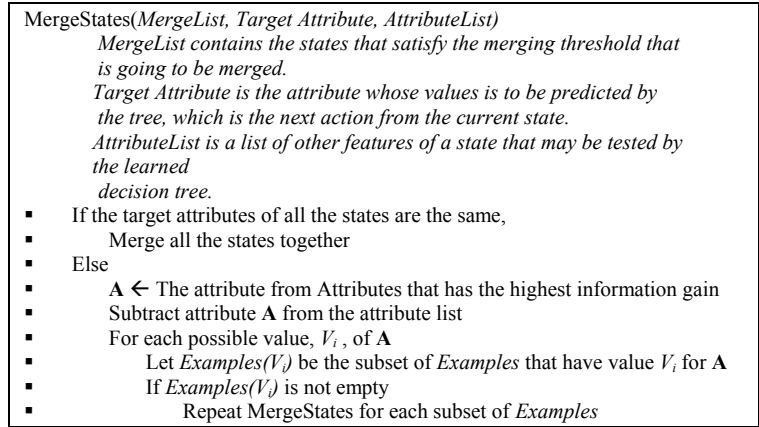 MergeStates(MergeList, Target Attribute, AttributeList)
MergeList contains the states that satisfy the merging threshold that
is going to be merged.
Target Attribute is the attribute whose values is to be predicted by
the tree, which is the next action from the current state.
AttributeList is a list of other features of a state that may be tested by
the learned
decision tree.
▪ If the target attributes of all the states are the same,
▪ Merge all the states together
▪ Else
▪ A ← The attribute from Attributes that has the highest information gain
▪ Subtract attribute A from the attribute list
▪ For each possible value, Vi , of A
▪ Let Examples(Vi) be the subset of Examples that have value Vi for A
▪ If Examples(Vi) is not empty
▪ Repeat MergeStates for each subset of Examples